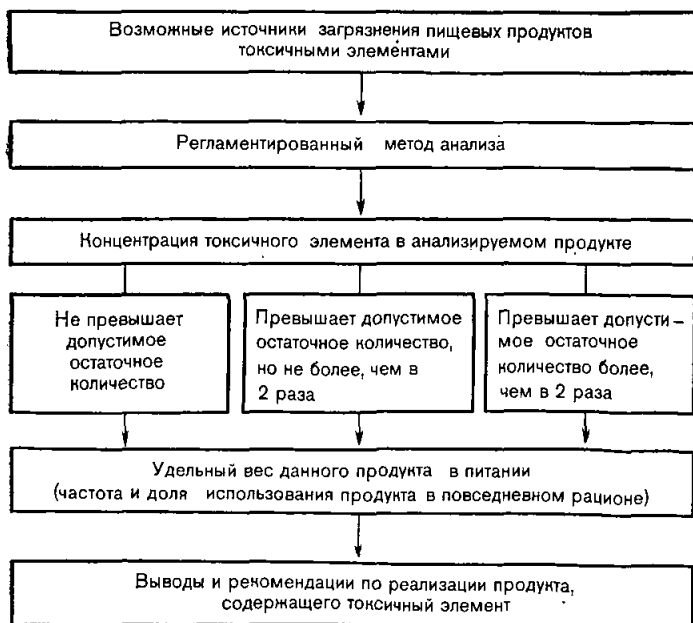 Возможные источники загрязнения пищевых продуктов
токсичными элементами
Регламентированный метод анализа
Концентрация токсичного элемента в анализируемом продукте
Не превышает
допустимое
остаточное
количество
Превышает допустимое
остаточное количество,
но не более, чем в
2 раза
Превышает допусти–
мое остаточное
количество более,
чем в 2 раза
Удельный вес данного продукта в питании
(частота и доля использования продукта в повседневном рационе)
Выводы и рекомендации по реализации продукта,
содержащего токсичный элемент